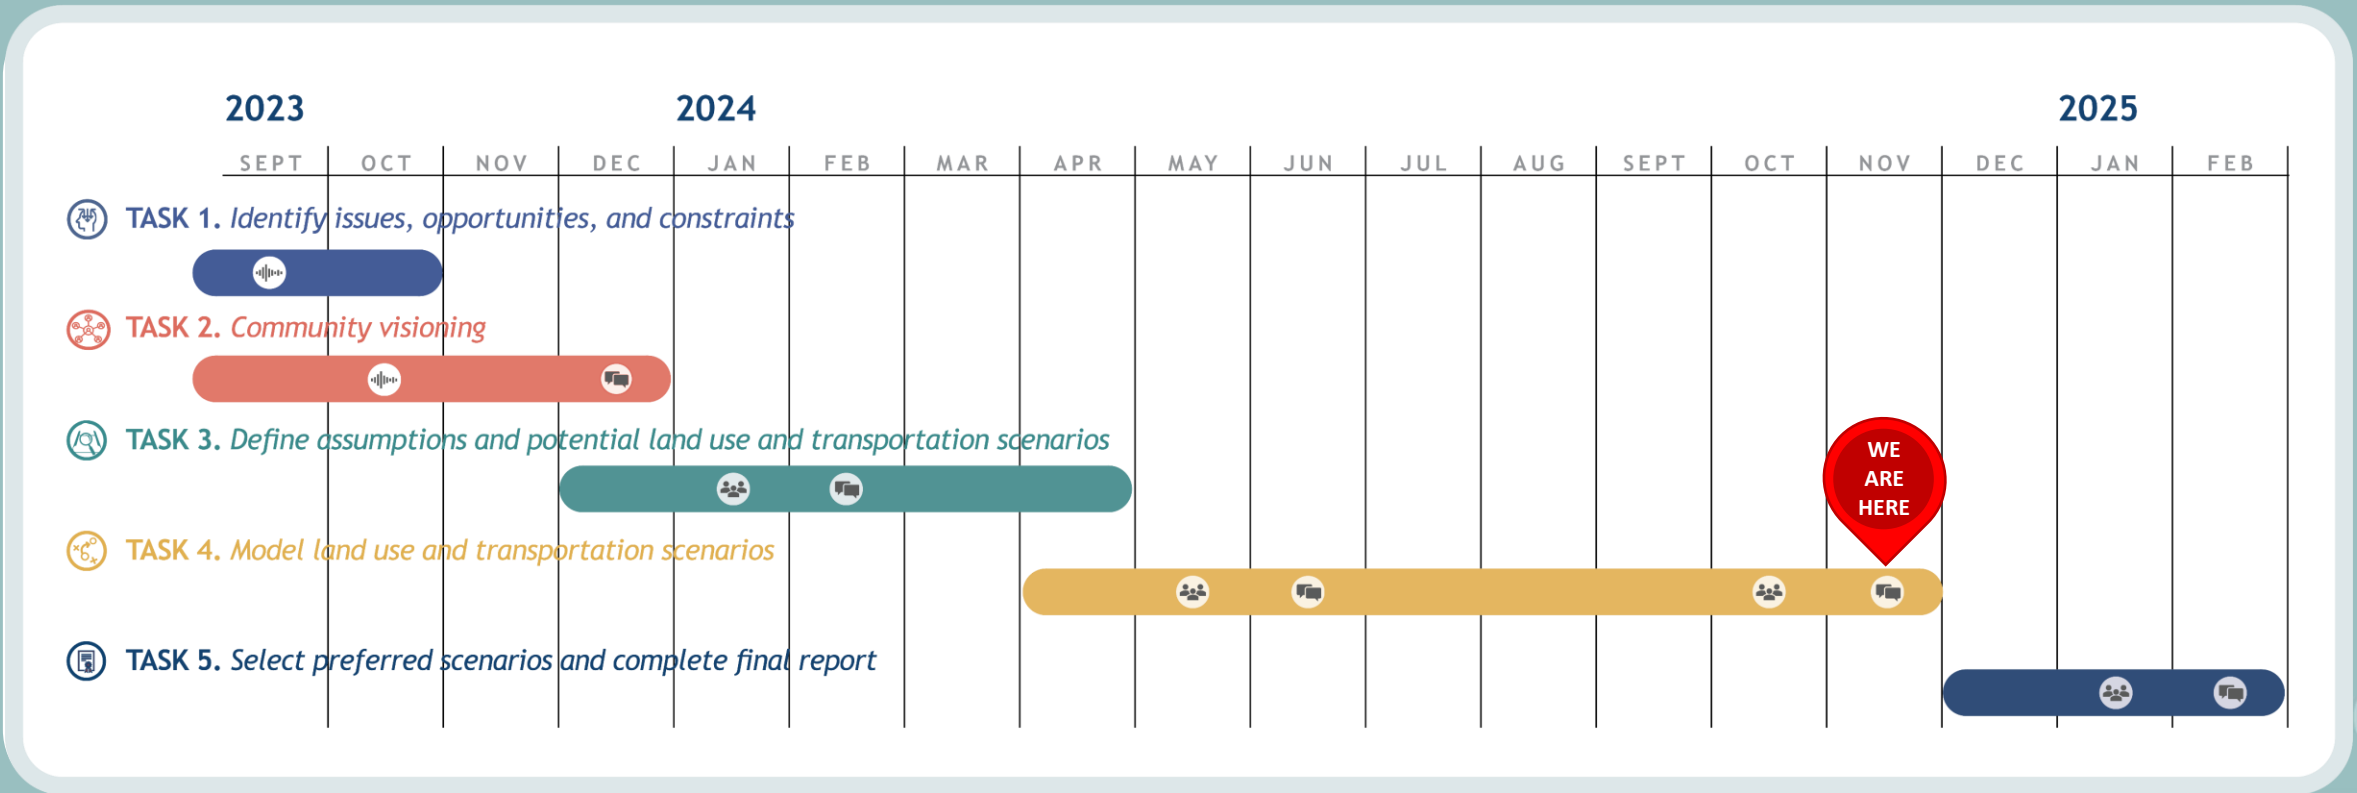 2023 2024 2025
SEPT OCT NOV DEC JAN FEB MAR APR MAY JUN JUL AUG SEPT OCT NOV DEC JAN FEB
TASK 1. Identify issues, opportunities, and constraints
TASK 2. Community visioning
TASK 3. Define assumptions and potential land use and transportation scenarios
WE
ARE
HERE
TASK 4. Model land use and transportation scenarios
TASK 5. Select preferred scenarios and complete final report